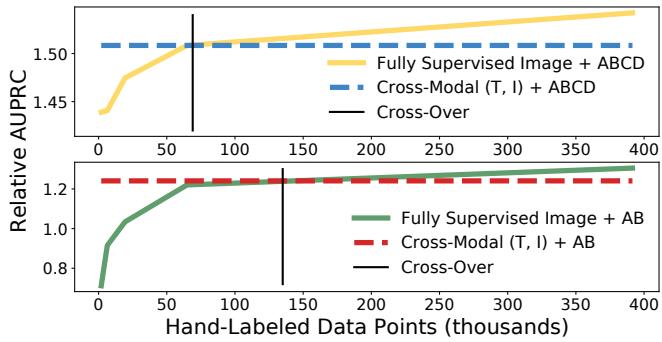 1.50
1.45
Fully Supervised Image + ABCD
Cross-Modal (T, I) + ABCD
Cross-Over
0 50 100 150 200 250 300 350 400
Relative AUPRC
1.2
1.0
0.8
Fully Supervised Image + AB
Cross-Modal (T, I) + AB
Cross-Over
0 50 100 150 200 250 300 350 400
Hand-Labeled Data Points (thousands)